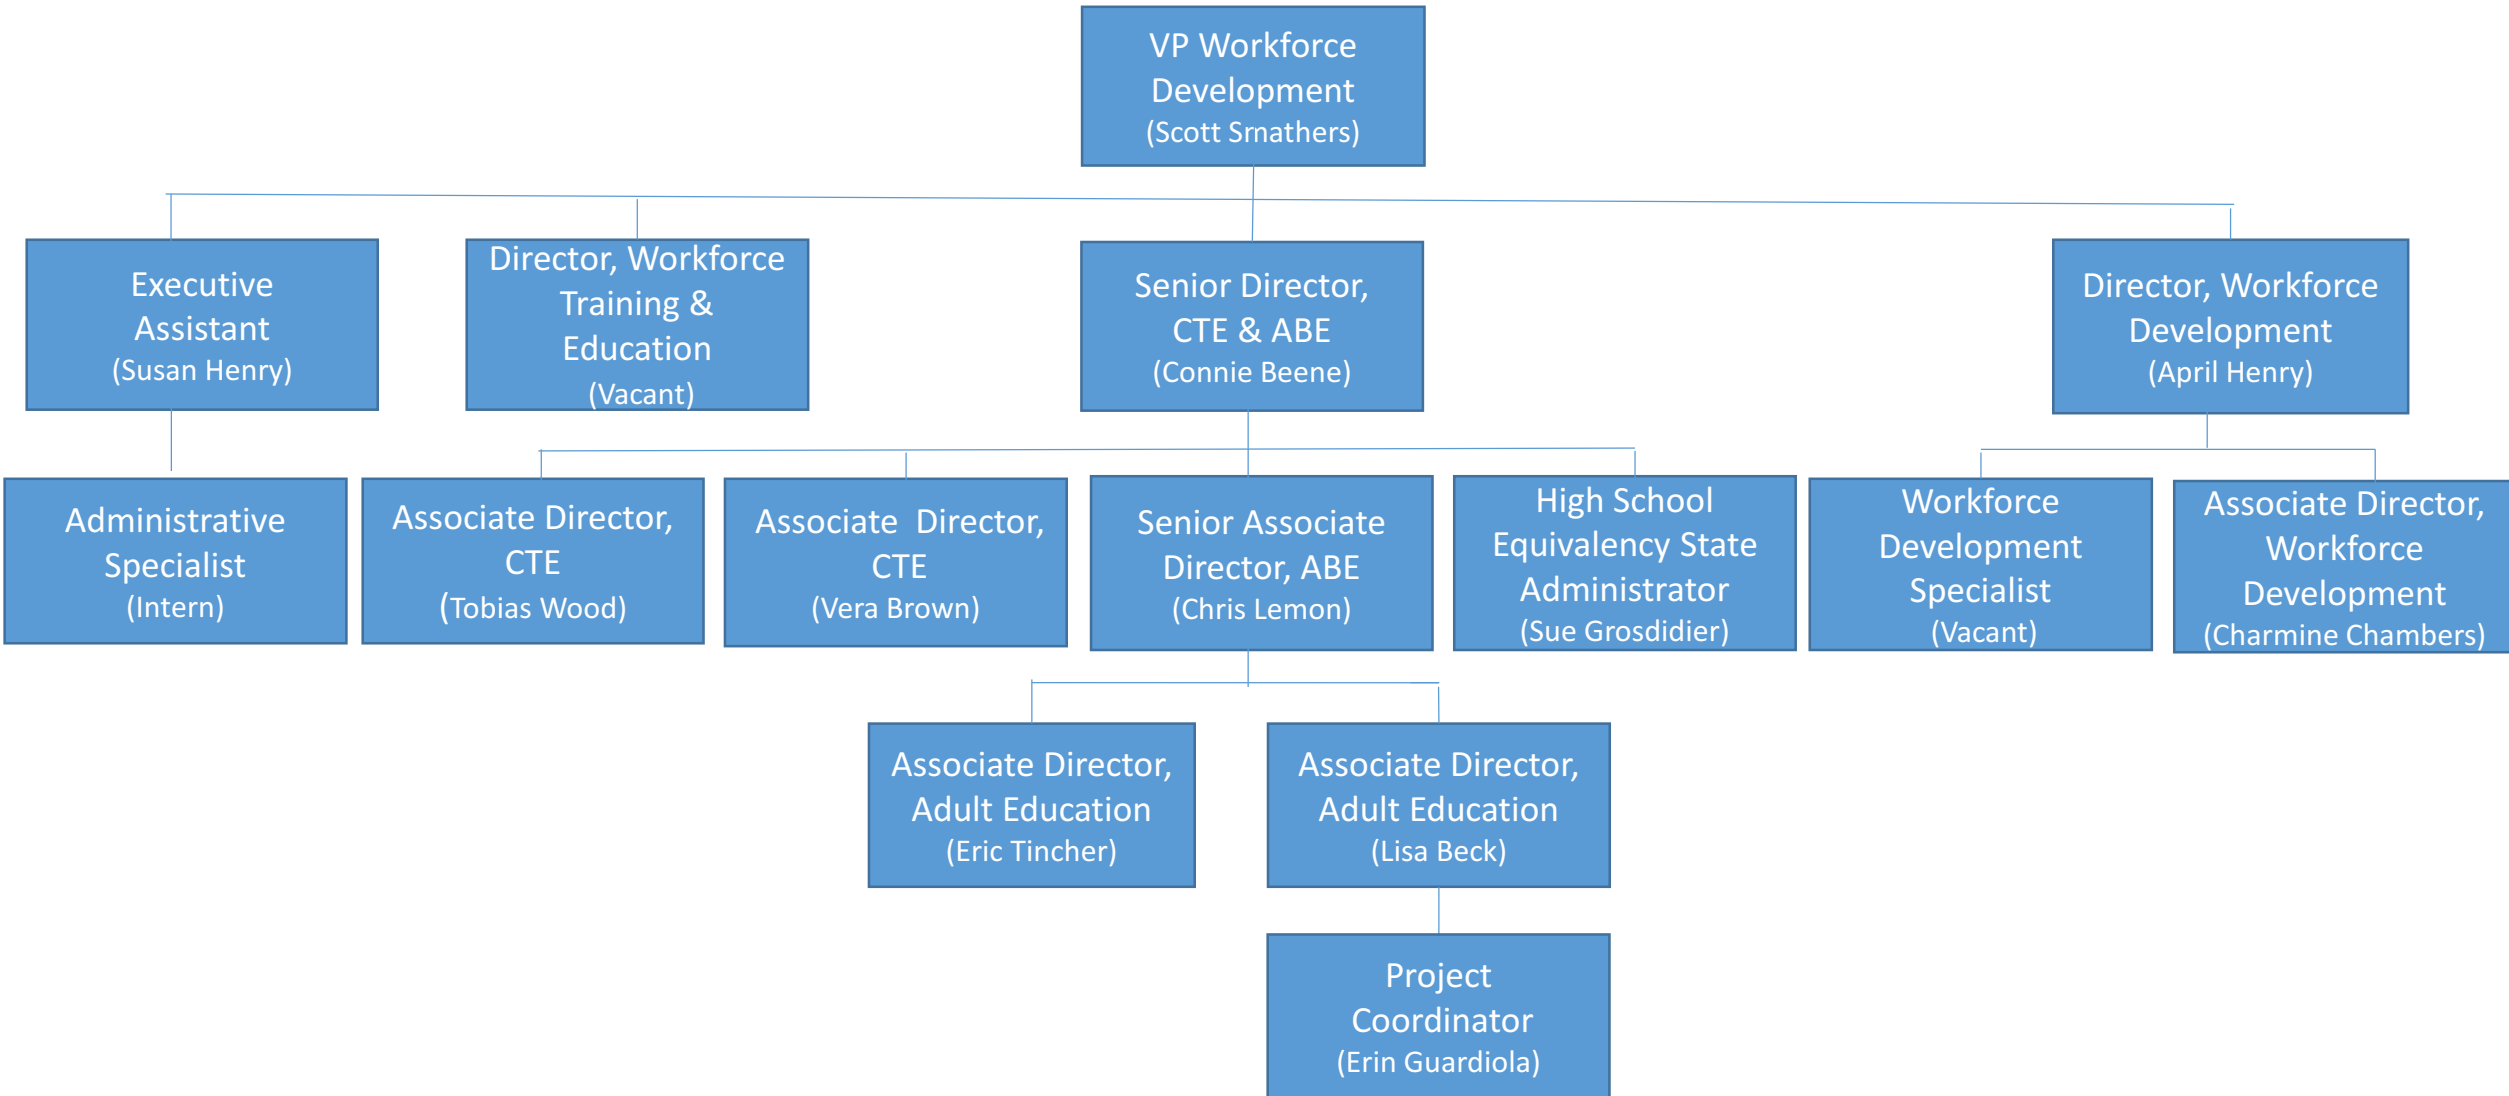 VP Workforce
Development
(Scott Smathers)
Executive
Assistant
(Susan Henry)
Director, Workforce
Training &
Education
(Vacant)
Senior Director,
CTE & ABE
(Connie Beene)
Director, Workforce
Development
(April Henry)
Administrative
Specialist
(Intern)
Associate Director,
CTE
(Tobias Wood)
Associate  Director,
CTE
(Vera Brown)
Senior Associate
Director, ABE
(Chris Lemon)
High School
Equivalency State
Administrator
(Sue Grosdidier)
Workforce
Development
Specialist
(Vacant)
Associate Director,
Workforce
Development
(Charmine Chambers)
Associate Director,
Adult Education
(Eric Tincher)
Associate Director,
Adult Education
(Lisa Beck)
Project
Coordinator
(Erin Guardiola)